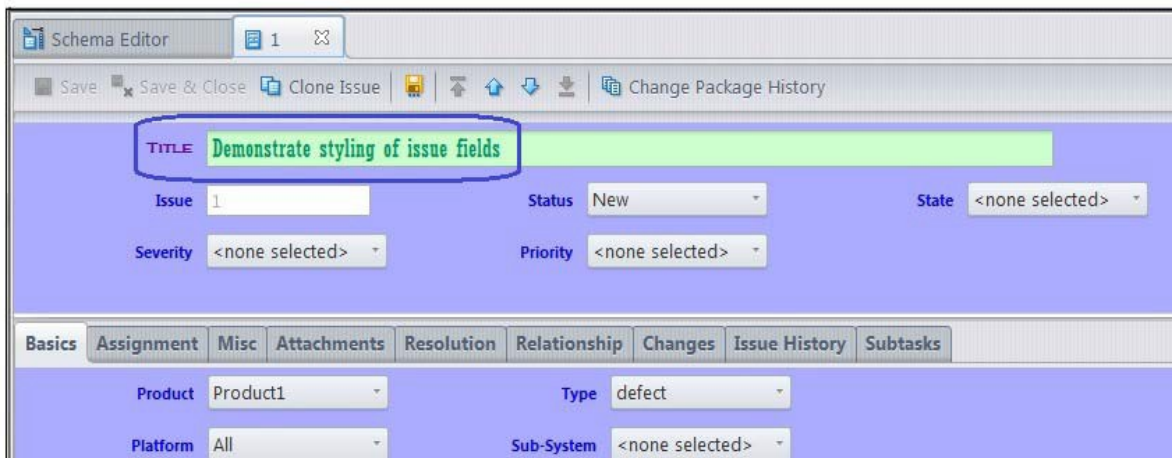 Schema Editor 1
Save Save & Close Clone Issue Change Package History
TITLE Demonstrate styling of issue fields
Issue 1 Status New State <none selected>
Severity <none selected> Priority <none selected>
Basics Assignment Misc Attachments Resolution Relationship Changes Issue History Subtasks
Product Product1 Type defect
Platform All Sub-System <none selected>